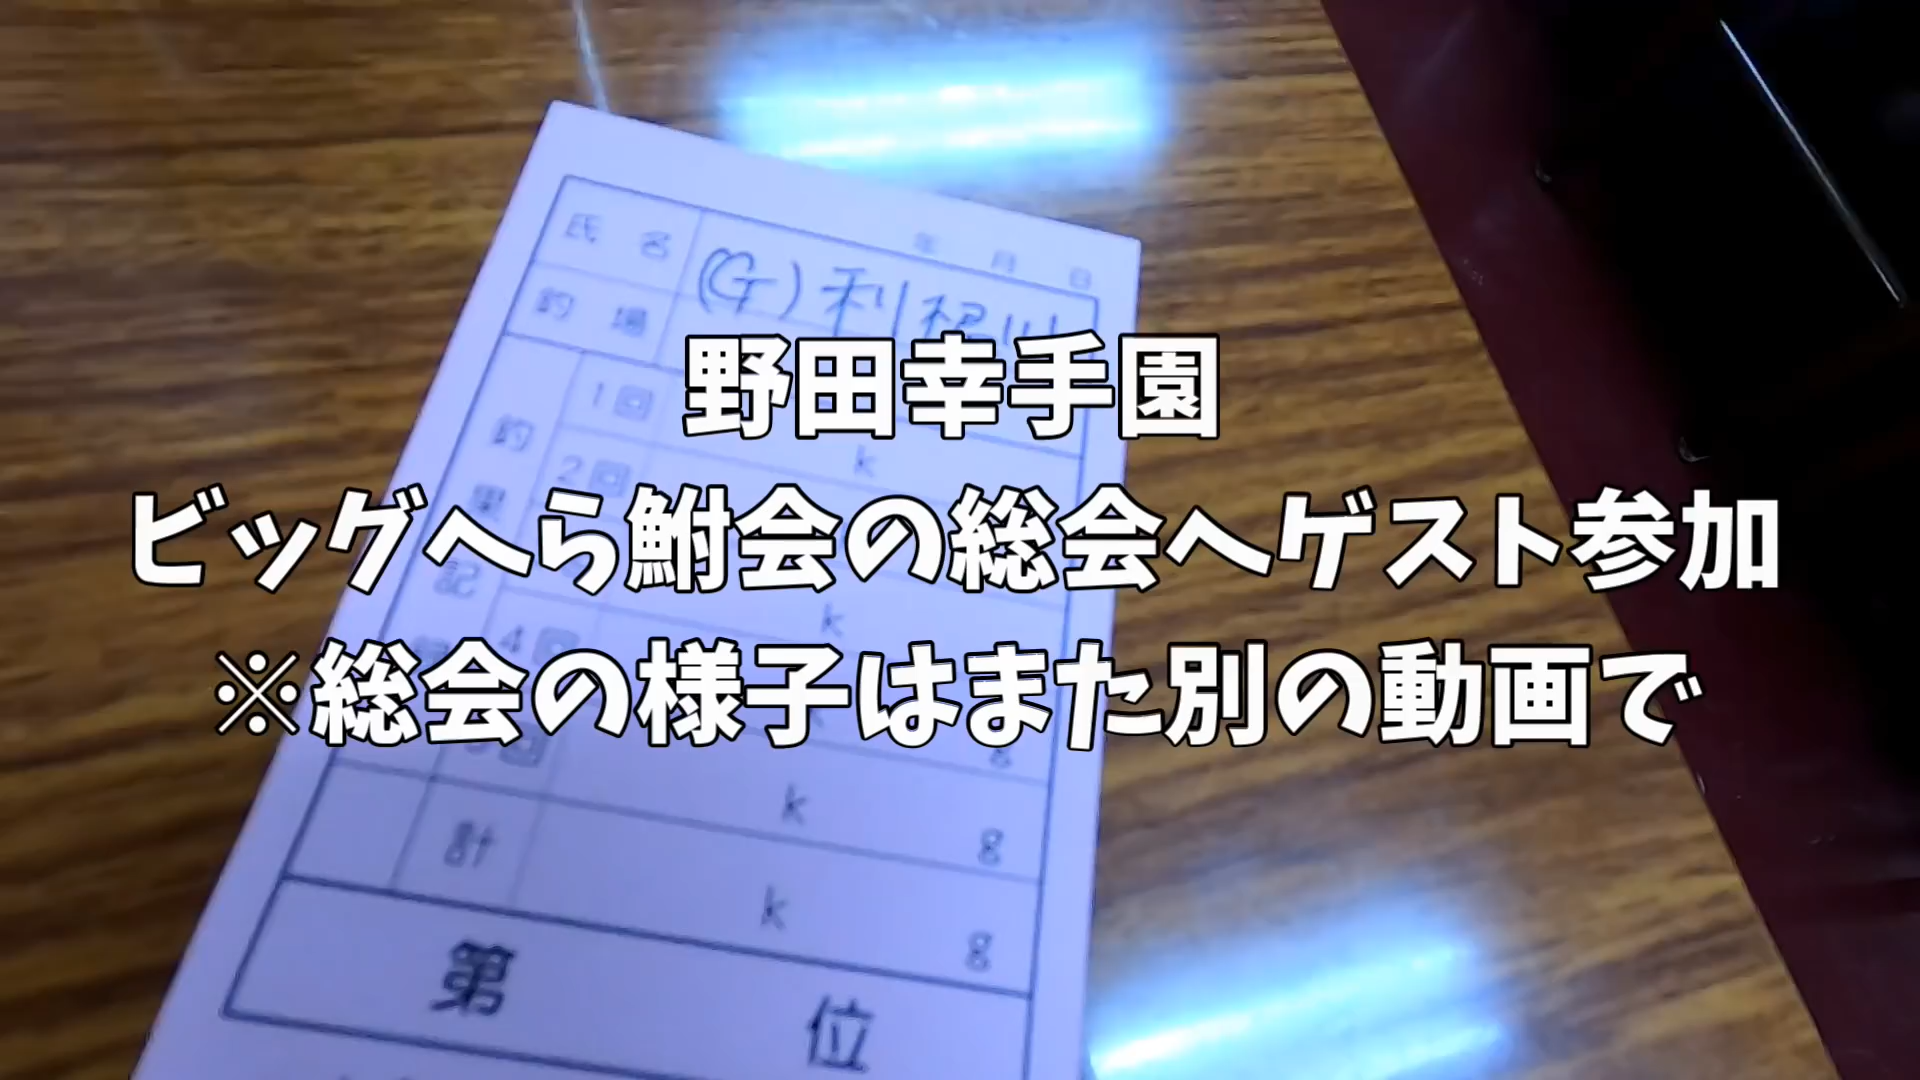 年 月 日
氏 名 (G) 利根川
釣 場
野田幸手園
1回
k
釣
2回
ビッグへら鮒会の総会へゲスト参加
果
記
k
4回
※総会の様子はまた別の動画で
g
k
g
計
k
g
第 位